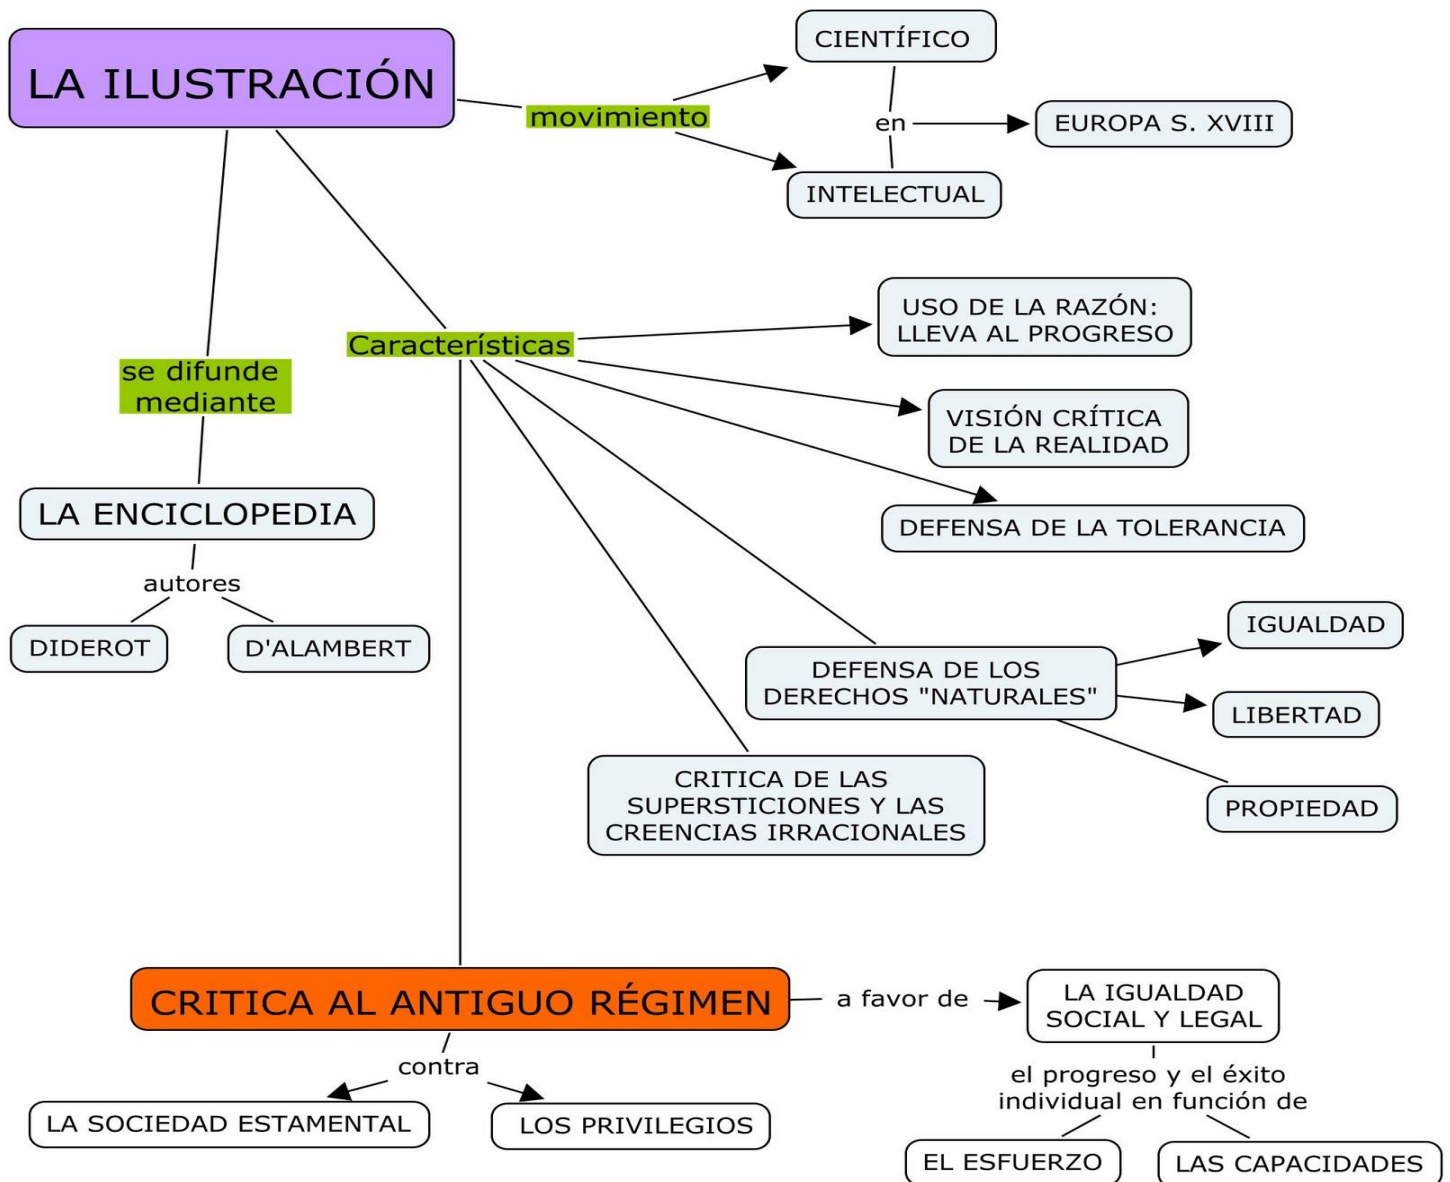 LA ILUSTRACIÓN
movimiento
CIENTÍFICO
en
EUROPA S. XVIII
INTELECTUAL
Características
USO DE LA RAZÓN:
LLEVA AL PROGRESO
VISIÓN CRÍTICA
DE LA REALIDAD
DEFENSA DE LA TOLERANCIA
se difunde
mediante
LA ENCICLOPEDIA
autores
DIDEROT
D'ALAMBERT
DEFENSA DE LOS
DERECHOS "NATURALES"
IGUALDAD
LIBERTAD
PROPIEDAD
CRITICA DE LAS
SUPERSTICIONES Y LAS
CREENCIAS IRRACIONALES
CRITICA AL ANTIGUO RÉGIMEN
a favor de
LA IGUALDAD
SOCIAL Y LEGAL
contra
LA SOCIEDAD ESTAMENTAL
LOS PRIVILEGIOS
el progreso y el éxito
individual en función de
EL ESFUERZO
LAS CAPACIDADES